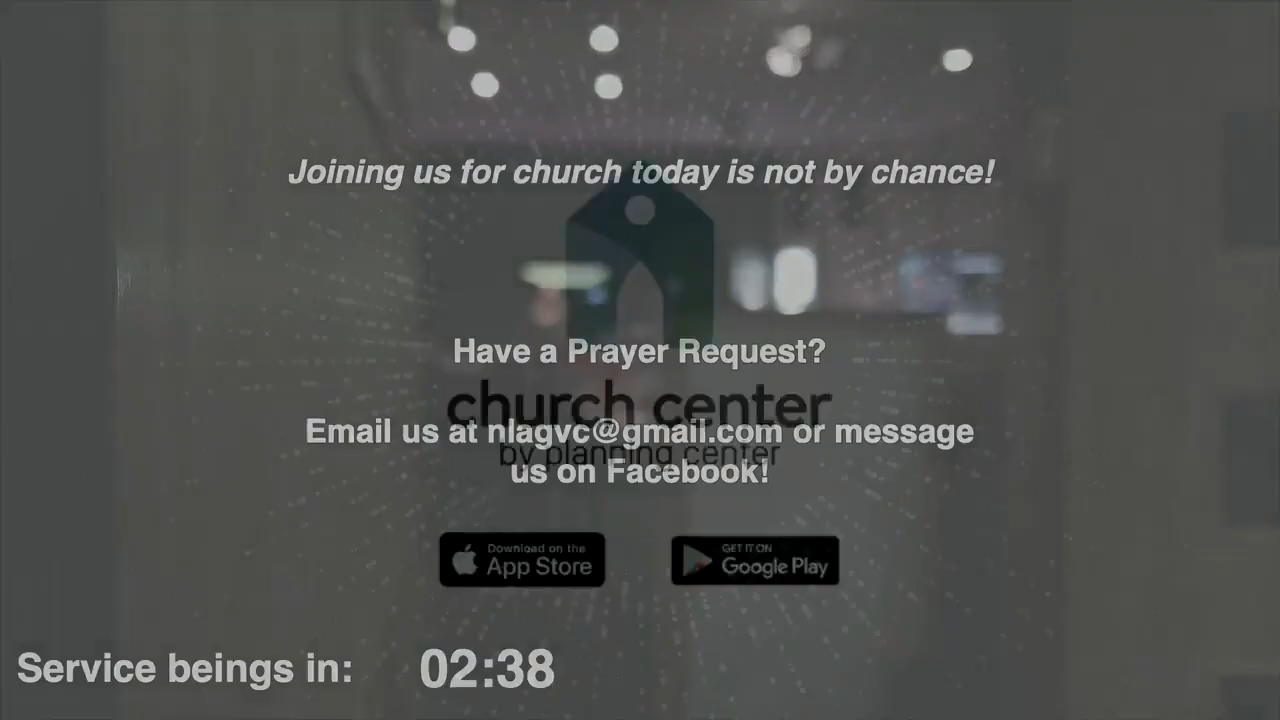 Joining us for church today is not by chance!
Have a Prayer Request?
church center
Email us at nlagvc@gmail.com or message
by planning center
us on Facebook!
Download on the
App Store
GET IT ON
Google Play
Service beings in: 02:38